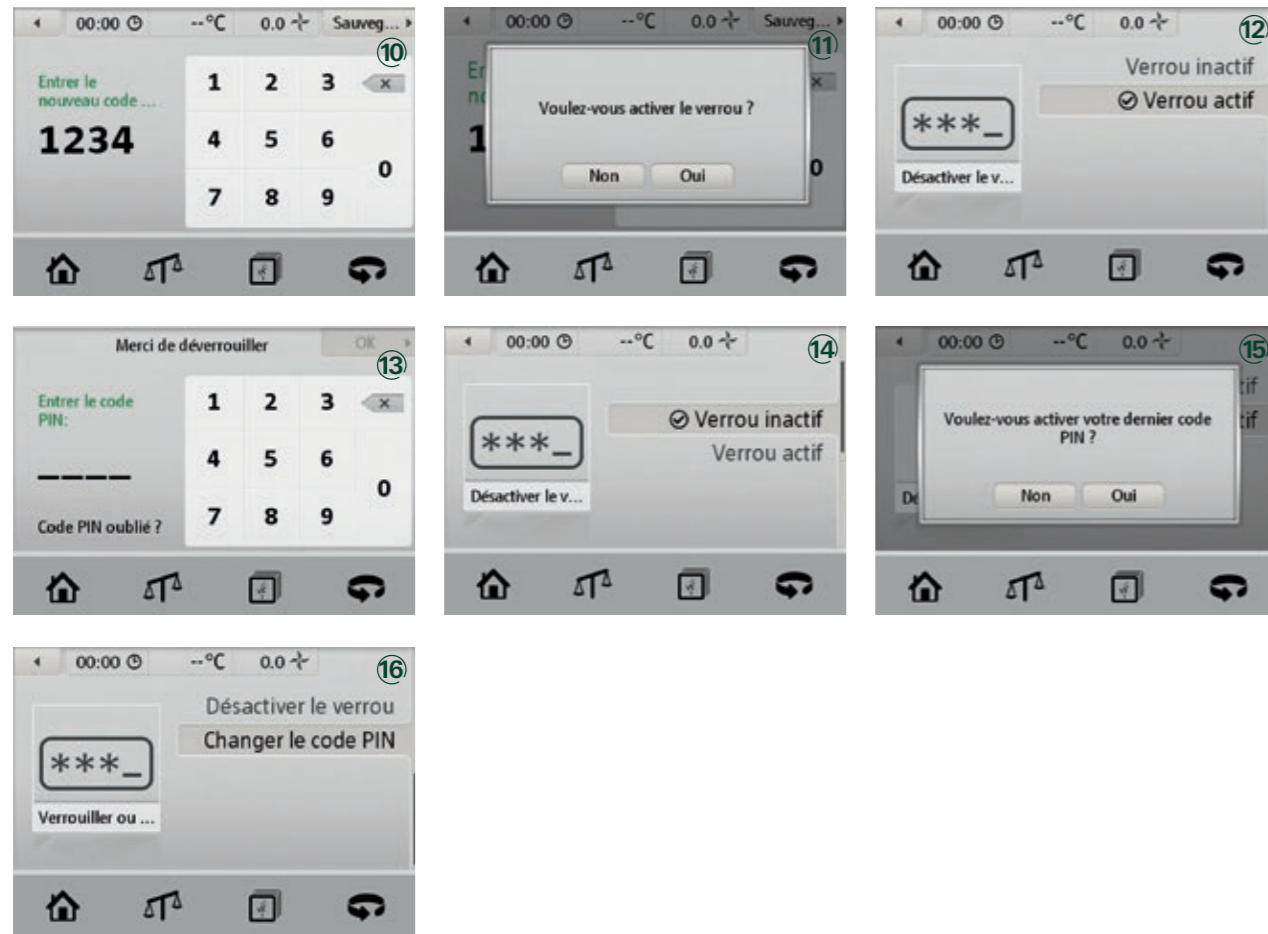 00:00 --°C 0.0 Sauveg...
10
Entrer le
nouveau code ...
1234
1 2 3
4 5 6
0
7 8 9
00:00 --°C 0.0 Sauveg...
11
Voulez-vous activer le verrou ?
Non Oui
0
00:00 --°C 0.0
12
Verrou inactif
Verrou actif
***_
Désactiver le v...
Merci de déverrouiller OK
13
Entrer le code
PIN:
1 2 3
____
4 5 6
0
Code PIN oublié ?
7 8 9
00:00 --°C 0.0
14
Verrou inactif
Verrou actif
***_
Désactiver le v...
00:00 --°C 0.0
15
Voulez-vous activer votre dernier code
PIN ?
Non Oui
00:00 --°C 0.0
16
Désactiver le verrou
Changer le code PIN
***_
Verrouiller ou ...